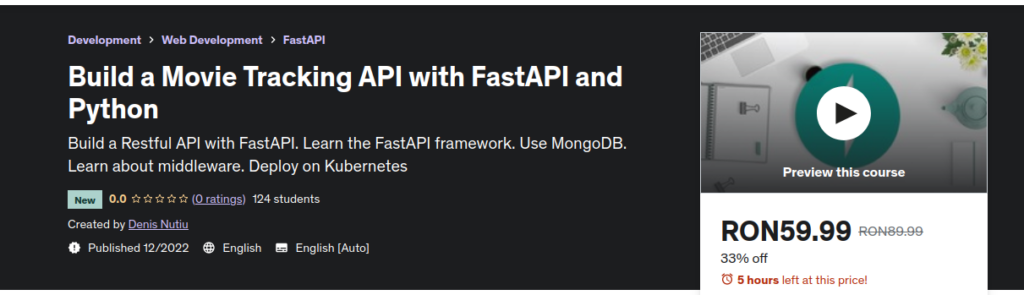 Development > Web Development > FastAPI
Build a Movie Tracking API with FastAPI and
Python
Build a Restful API with FastAPI. Learn the FastAPI framework. Use MongoDB.
Learn about middleware. Deploy on Kubernetes
New 0.0 (0 ratings) 124 students
Created by Denis Nutiu
Published 12/2022 English English [Auto]
Preview this course
RON59.99 RON89.99
33% off
5 hours left at this price!